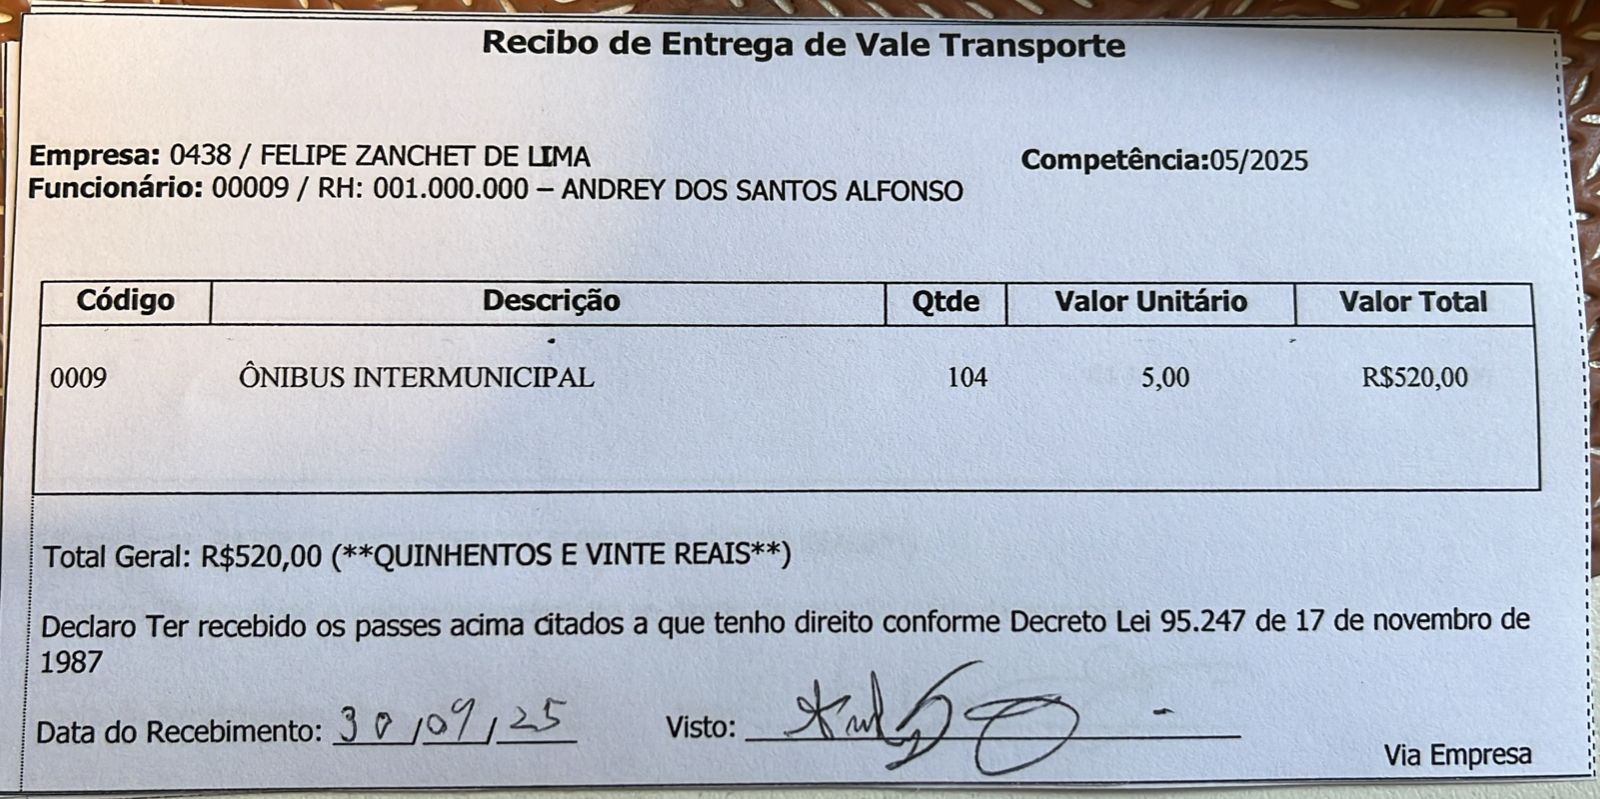 Recibo de Entrega de Vale Transporte
Empresa: 0438 / FELIPE ZANCHET DE LIMA
Competência:05/2025
Funcionário: 00009 / RH: 001.000.000 – ANDREY DOS SANTOS ALFONSO
Código Descrição Qtde Valor Unitário Valor Total
0009 ÔNIBUS INTERMUNICIPAL 104 5,00 R$520,00
Total Geral: R$520,00 (**QUINHENTOS E VINTE REAIS**)
Declaro Ter recebido os passes acima citados a que tenho direito conforme Decreto Lei 95.247 de 17 de novembro de
1987
Data do Recebimento: 30/09/25 Visto:
Via Empresa